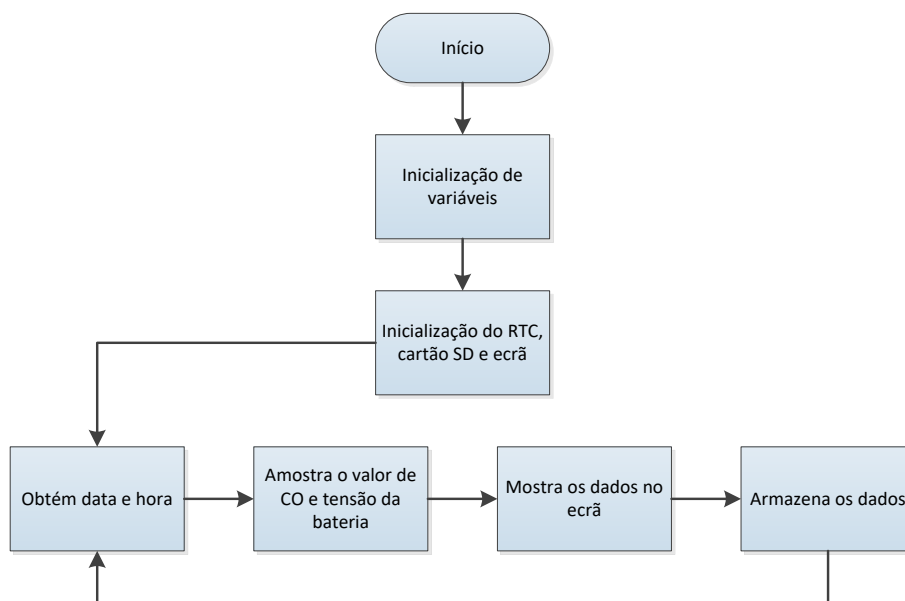 Início
Inicialização de
variáveis
Inicialização do RTC,
cartão SD e ecrã
Obtém data e hora
Amostra o valor de
CO e tensão da
bateria
Mostra os dados no
ecrã
Armazena os dados